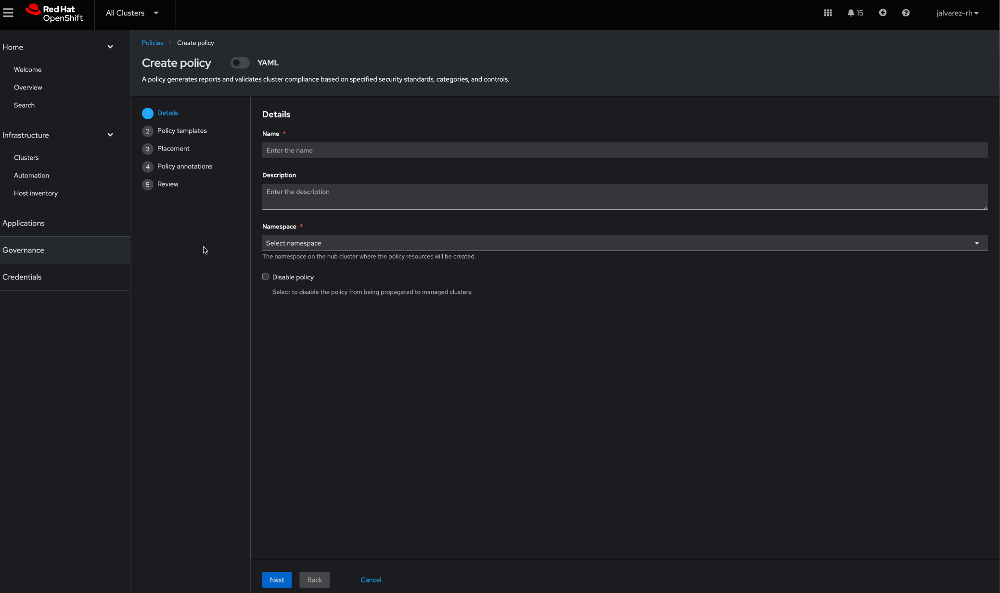 Red Hat
OpenShift
All Clusters
15
jalvarez-rh
Home
Welcome
Overview
Search
Infrastructure
Clusters
Automation
Host inventory
Applications
Governance
Credentials
Policies > Create policy
Create policy YAML
A policy generates reports and validates cluster compliance based on specified security standards, categories, and controls.
1 Details
2 Policy templates
3 Placement
4 Policy annotations
5 Review
Details
Name *
Enter the name
Description
Enter the description
Namespace *
Select namespace
The namespace on the hub cluster where the policy resources will be created.
Disable policy
Select to disable the policy from being propagated to managed clusters.
Next Back Cancel